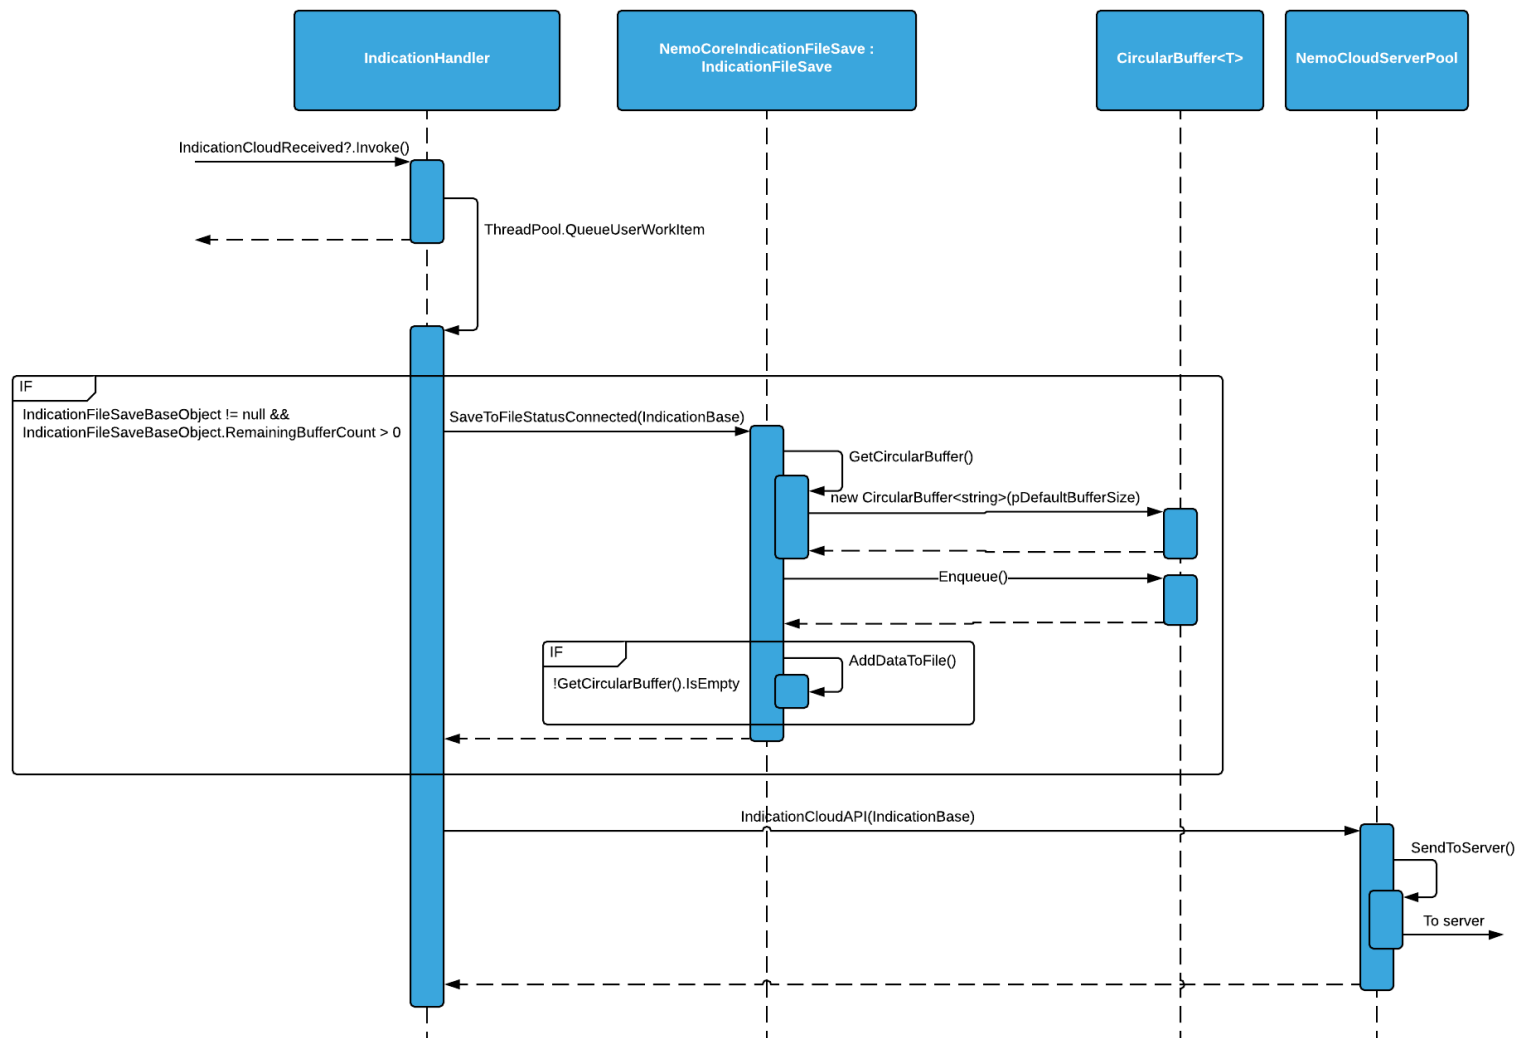 IndicationHandler
NemoCoreIndicationFileSave :
IndicationFileSave
CircularBuffer<T>
NemoCloudServerPool
IndicationCloudReceived?.Invoke()
ThreadPool.QueueUserWorkItem
IF
IndicationFileSaveBaseObject != null &&
IndicationFileSaveBaseObject.RemainingBufferCount > 0
SaveToFileStatusConnected(IndicationBase)
GetCircularBuffer()
new CircularBuffer<string>(pDefaultBufferSize)
Enqueue()
IF
!GetCircularBuffer().IsEmpty
AddDataToFile()
IndicationCloudAPI(IndicationBase)
SendToServer()
To server